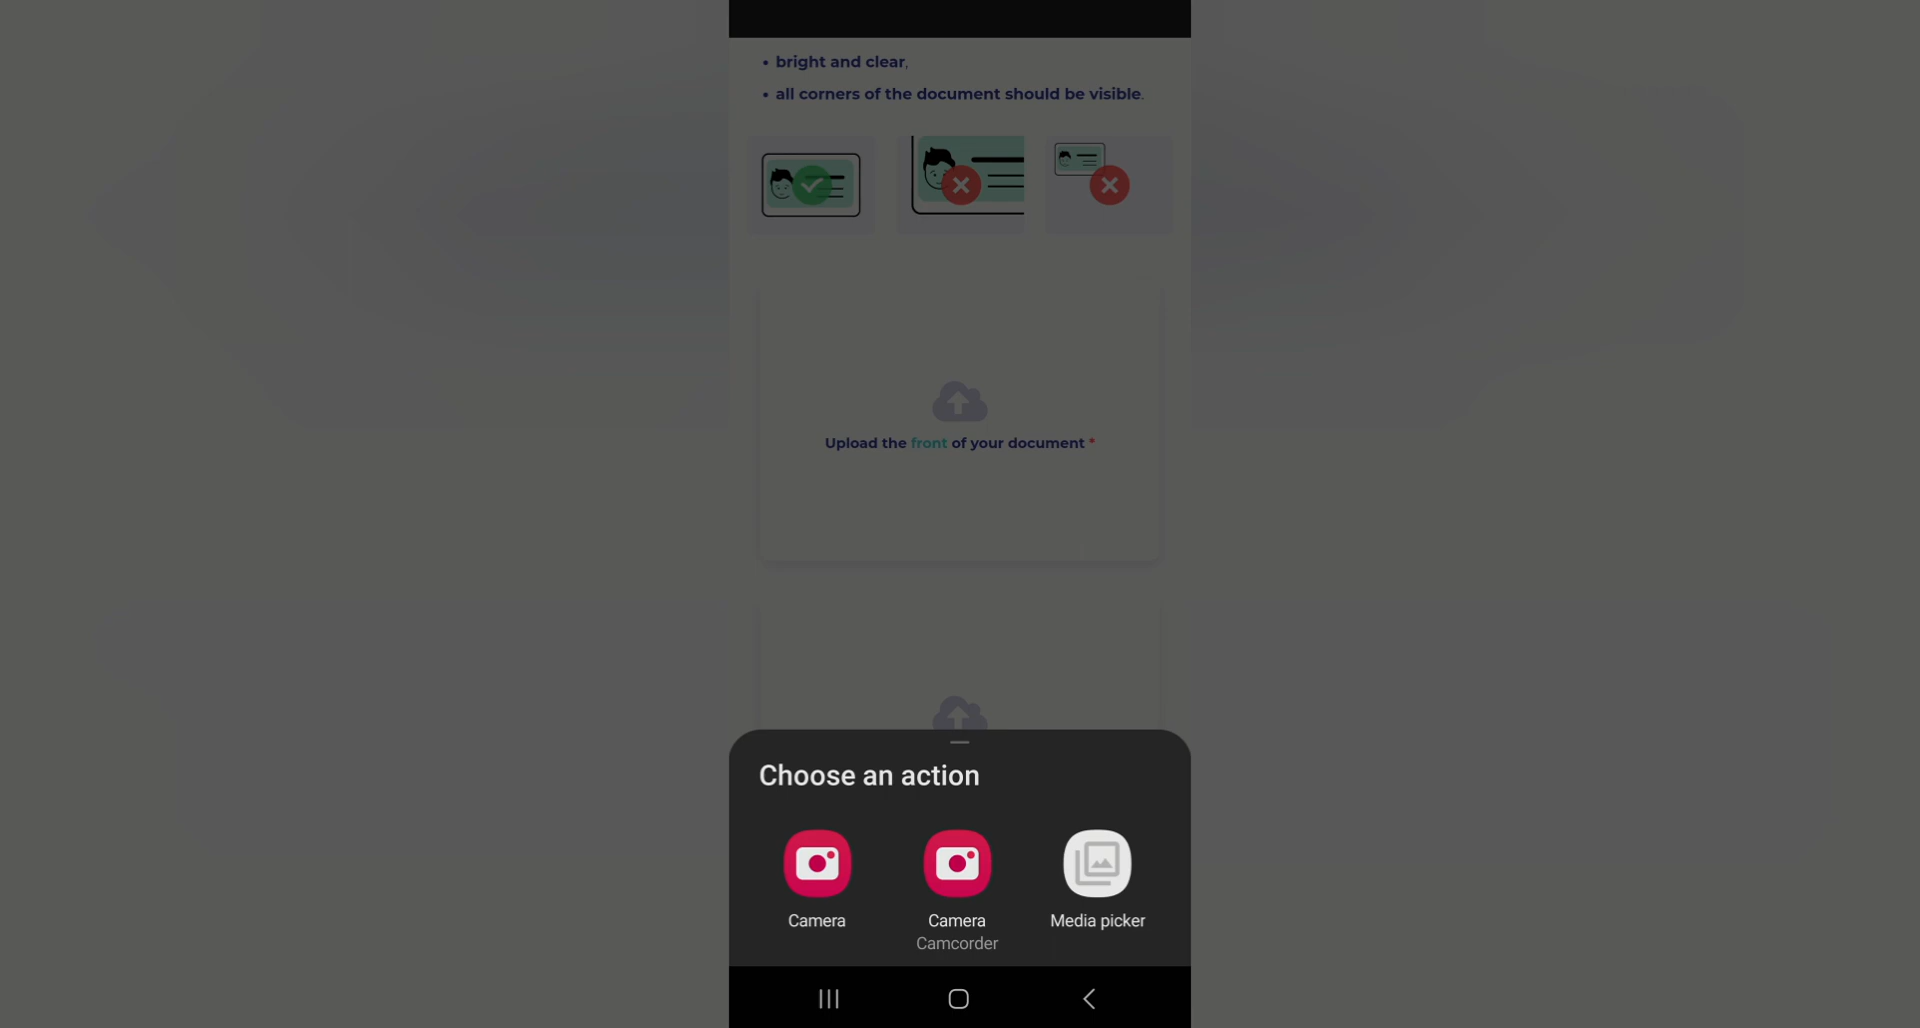 • bright and clear,
• all corners of the document should be visible.
Upload the front of your document *
Choose an action
Camera
Camera
Camcorder
Media picker